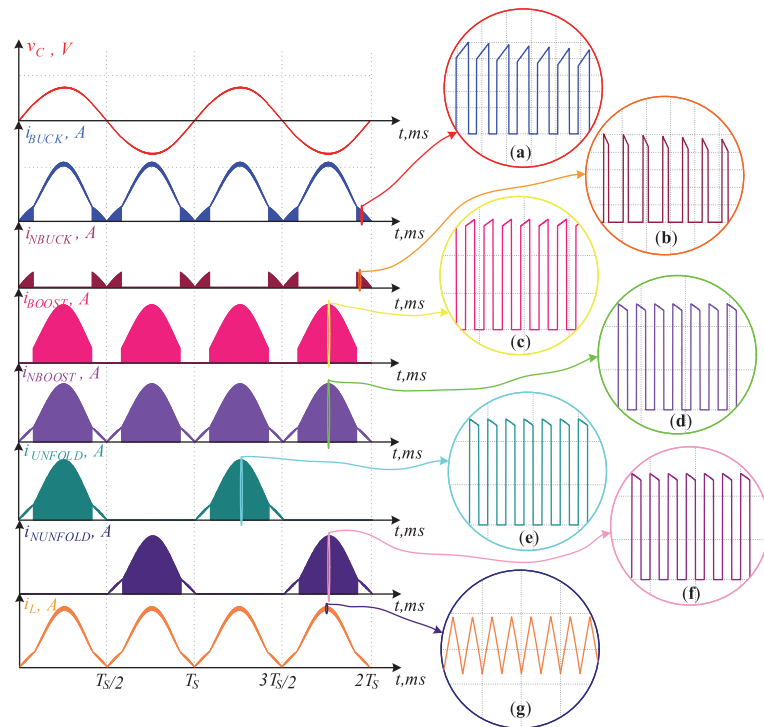 v_C, V
t,ms
i_BUCK, A
(a)
t,ms
i_NBUCK, A
(b)
t,ms
i_BOOST, A
(c)
t,ms
i_NBOOST, A
(d)
t,ms
i_UNFOLD, A
(e)
t,ms
i_NUNFOLD, A
(f)
t,ms
i_L, A
(g)
T_S/2 T_S 3T_S/2 2T_S t,ms